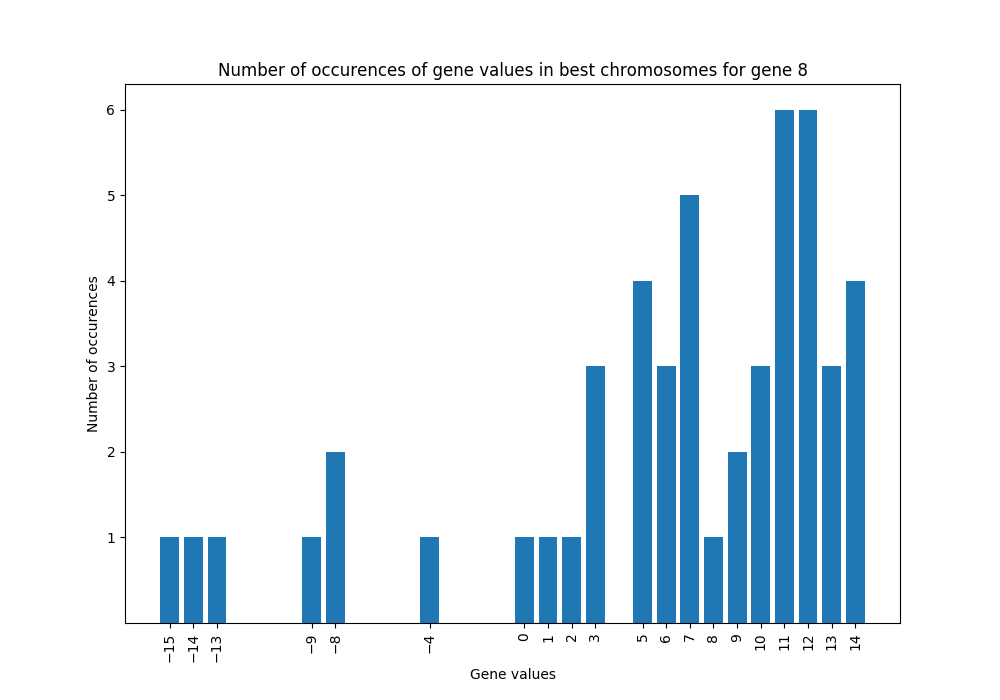 Number of occurences of gene values in best chromosomes for gene 8
6
5
4
3
2
1
Number of occurences
−15 −14 −13 −9 −8 −4 0 1 2 3 5 6 7 8 9 10 11 12 13 14
Gene values